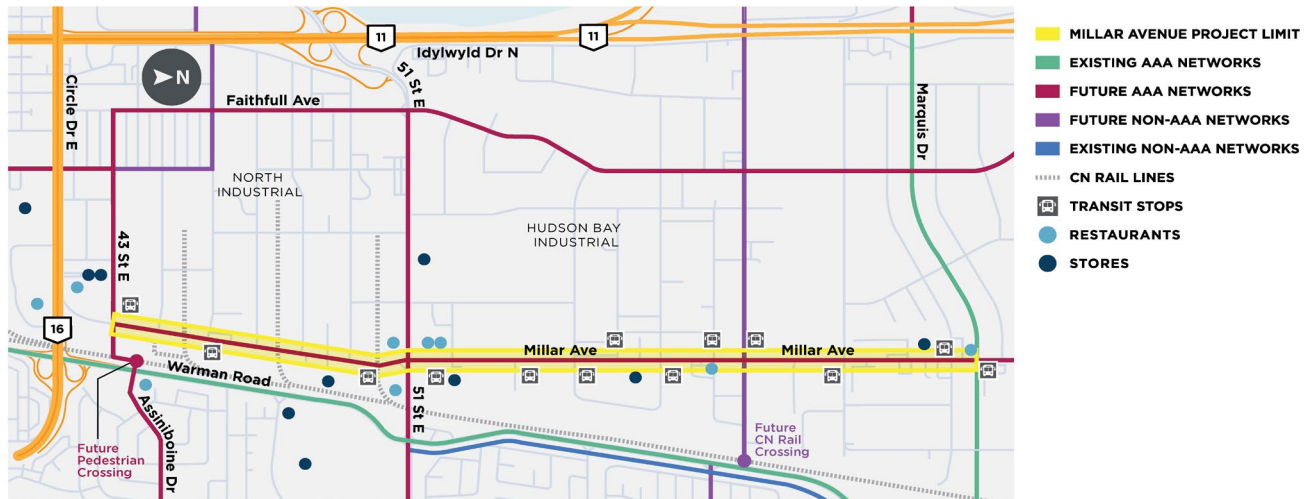 11
11
Idylwyld Dr N
N
Circle Dr E
51 St E
Faithfull Ave
Marquis Dr
NORTH
INDUSTRIAL
HUDSON BAY
INDUSTRIAL
43 St E
16
Millar Ave
Millar Ave
Warman Road
51 St E
Assiniboine Dr
Future
Pedestrian
Crossing
Future
CN Rail
Crossing
MILLAR AVENUE PROJECT LIMIT
EXISTING AAA NETWORKS
FUTURE AAA NETWORKS
FUTURE NON-AAA NETWORKS
EXISTING NON-AAA NETWORKS
CN RAIL LINES
TRANSIT STOPS
RESTAURANTS
STORES